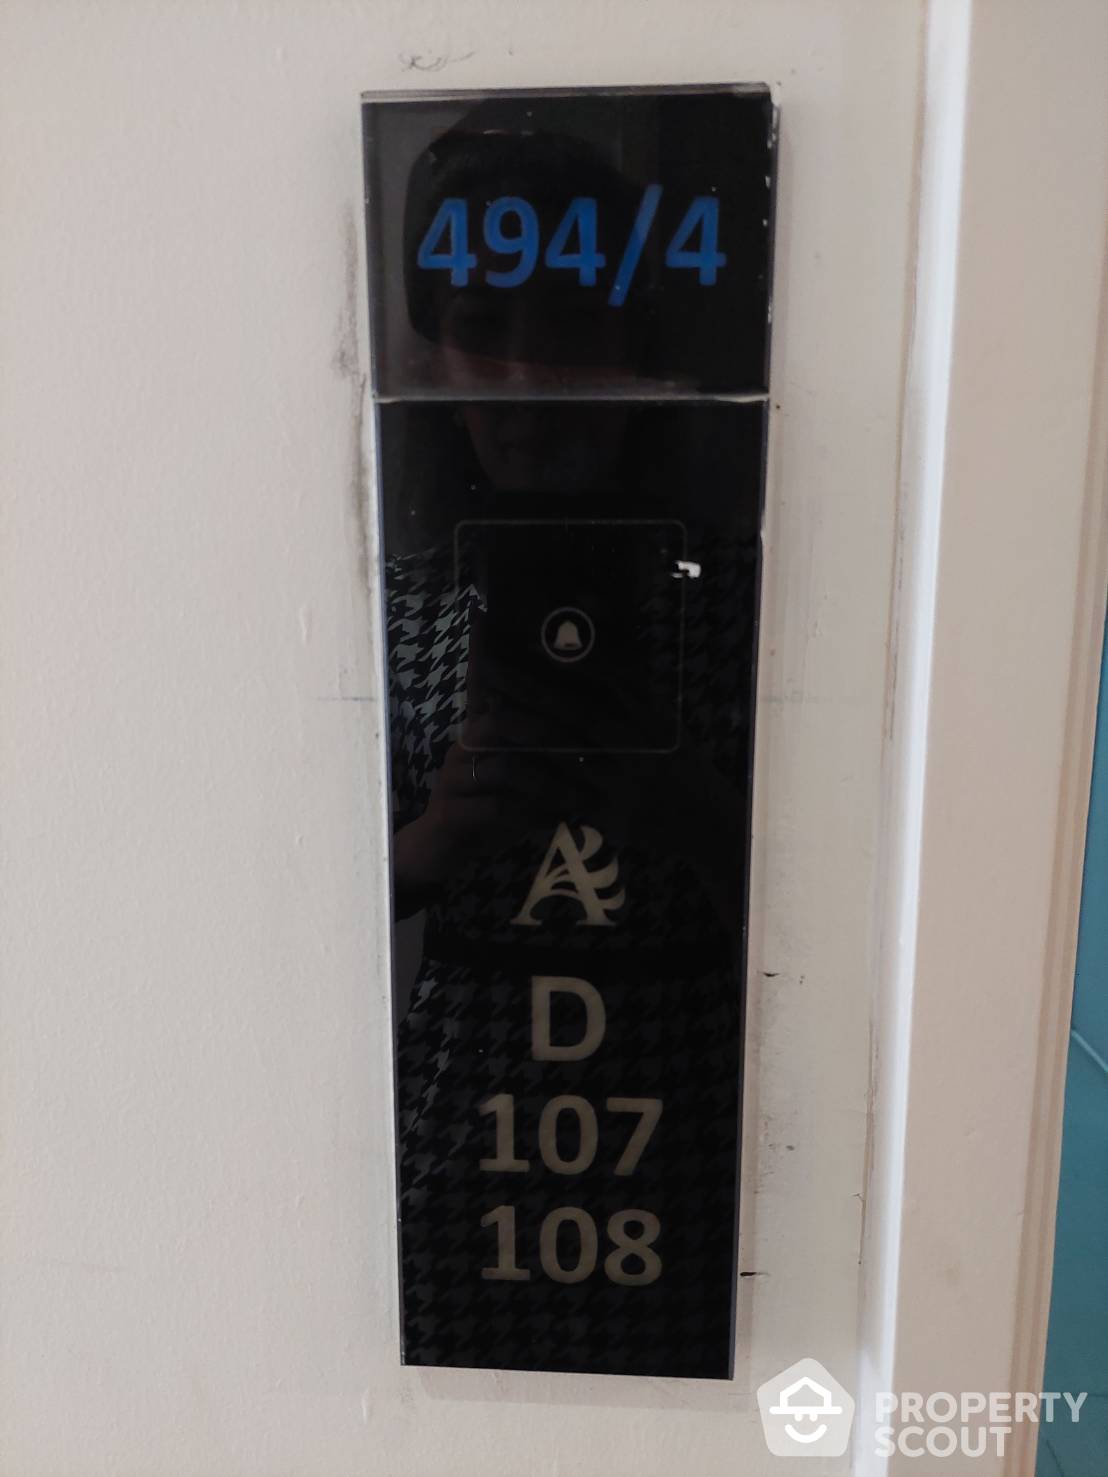 494/4
A
D
107
108
PROPERTY
SCOUT